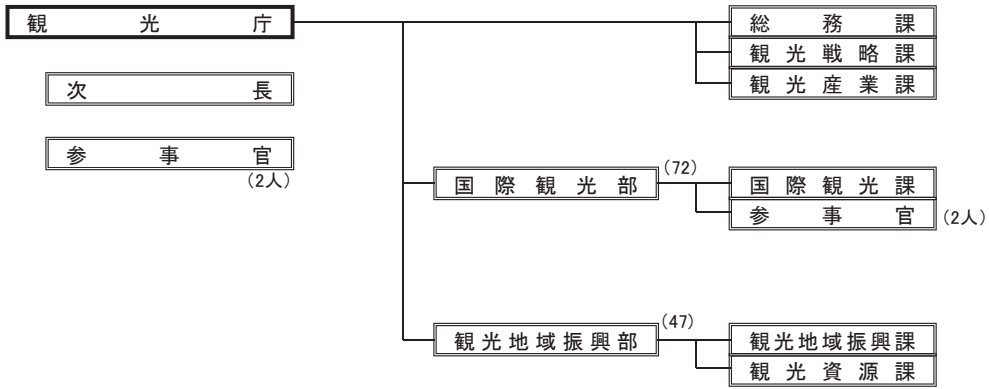 観光庁
総務課
観光戦略課
観光産業課
次長
参事官
(2人)
国際観光部
(72)
国際観光課
参事官
(2人)
観光地域振興部
(47)
観光地域振興課
観光資源課